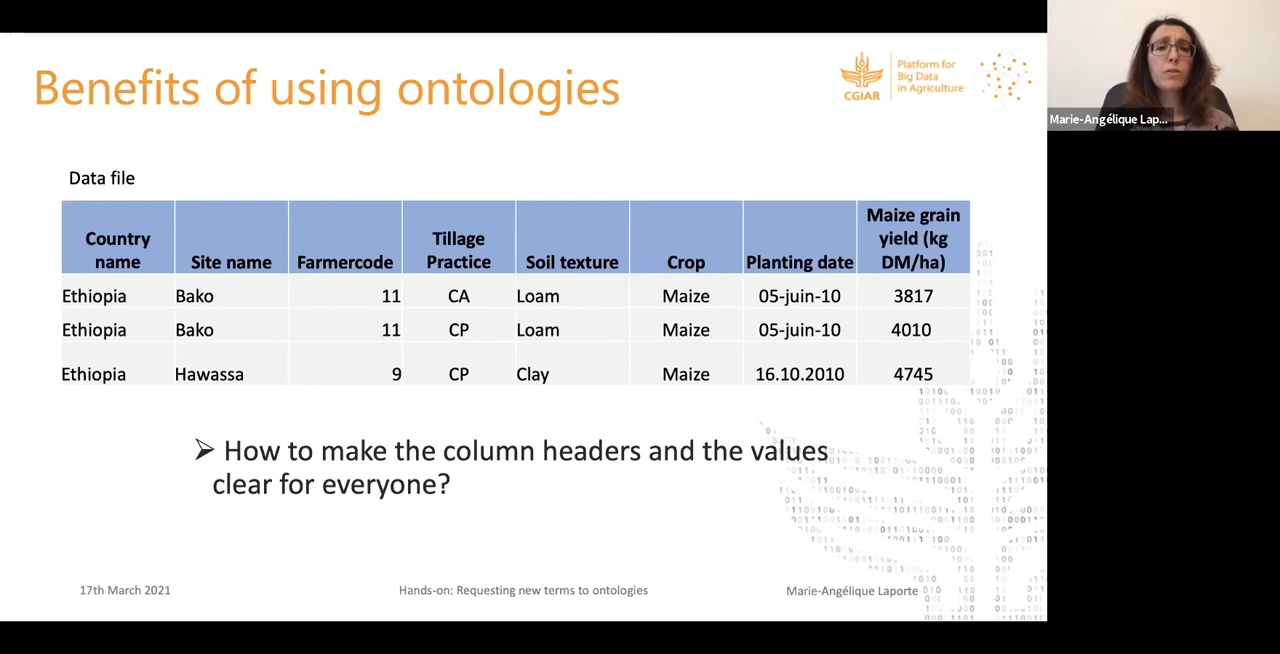 Benefits of using ontologies
CGIAR
Platform for
Big Data
in Agriculture
Marie-Angélique Lap...
Data file
Country name Site name Farmercode Tillage Practice Soil texture Crop Planting date Maize grain yield (kg DM/ha)
Ethiopia Bako 11 CA Loam Maize 05-juin-10 3817
Ethiopia Bako 11 CP Loam Maize 05-juin-10 4010
Ethiopia Hawassa 9 CP Clay Maize 16.10.2010 4745
➢ How to make the column headers and the values
clear for everyone?
17th March 2021 Hands-on: Requesting new terms to ontologies Marie-Angélique Laporte